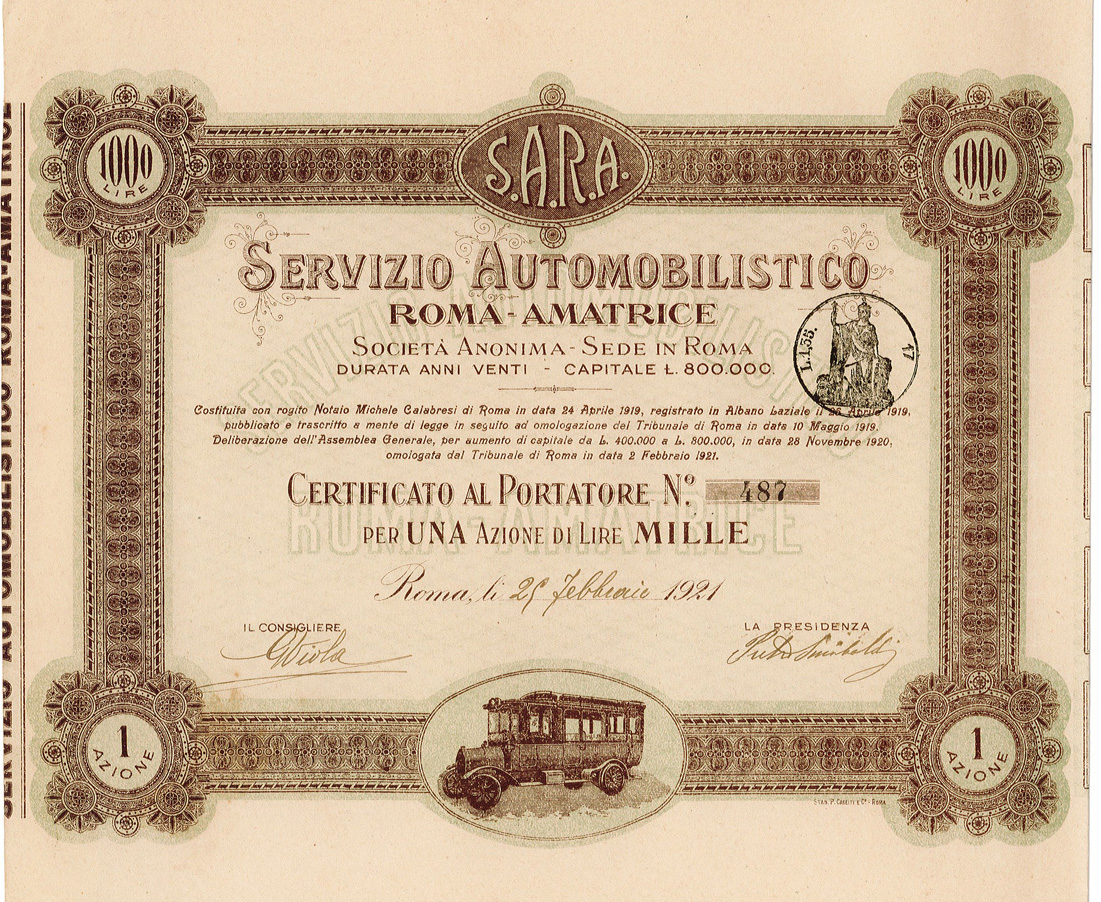 S.A.R.A.
1000
LIRE
1000
LIRE
SERVIZIO AUTOMOBILISTICO
ROMA-AMATRICE
SOCIETÀ ANONIMA - SEDE IN ROMA
DURATA ANNI VENTI - CAPITALE Ł. 800.000.
L.1,35. 17
Costituita con rogito Notaio Michele Calabresi di Roma in data 24 Aprile 1919, registrato in Albano Laziale il Aprile 1919,
pubblicato e trascritto a mente di legge in seguito ad omologazione del Tribunale di Roma in data 10 Maggio 1919.
Deliberazione dell'Assemblea Generale, per aumento di capitale da L. 400.000 a L. 800.000, in data 28 Novembre 1920,
omologata dal Tribunale di Roma in data 2 Febbraio 1921.
CERTIFICATO AL PORTATORE N.º 487
PER UNA AZIONE DI LIRE MILLE
Roma, li 25 Febbraio 1921
IL CONSIGLIERE
GViola
LA PRESIDENZA
1
AZIONE
1
AZIONE
SERVIZIO AUTOMOBILISTICO ROMA-AMATRICE
SERVIZIO AUTOMOBILISTICO
ROMA-AMATRICE